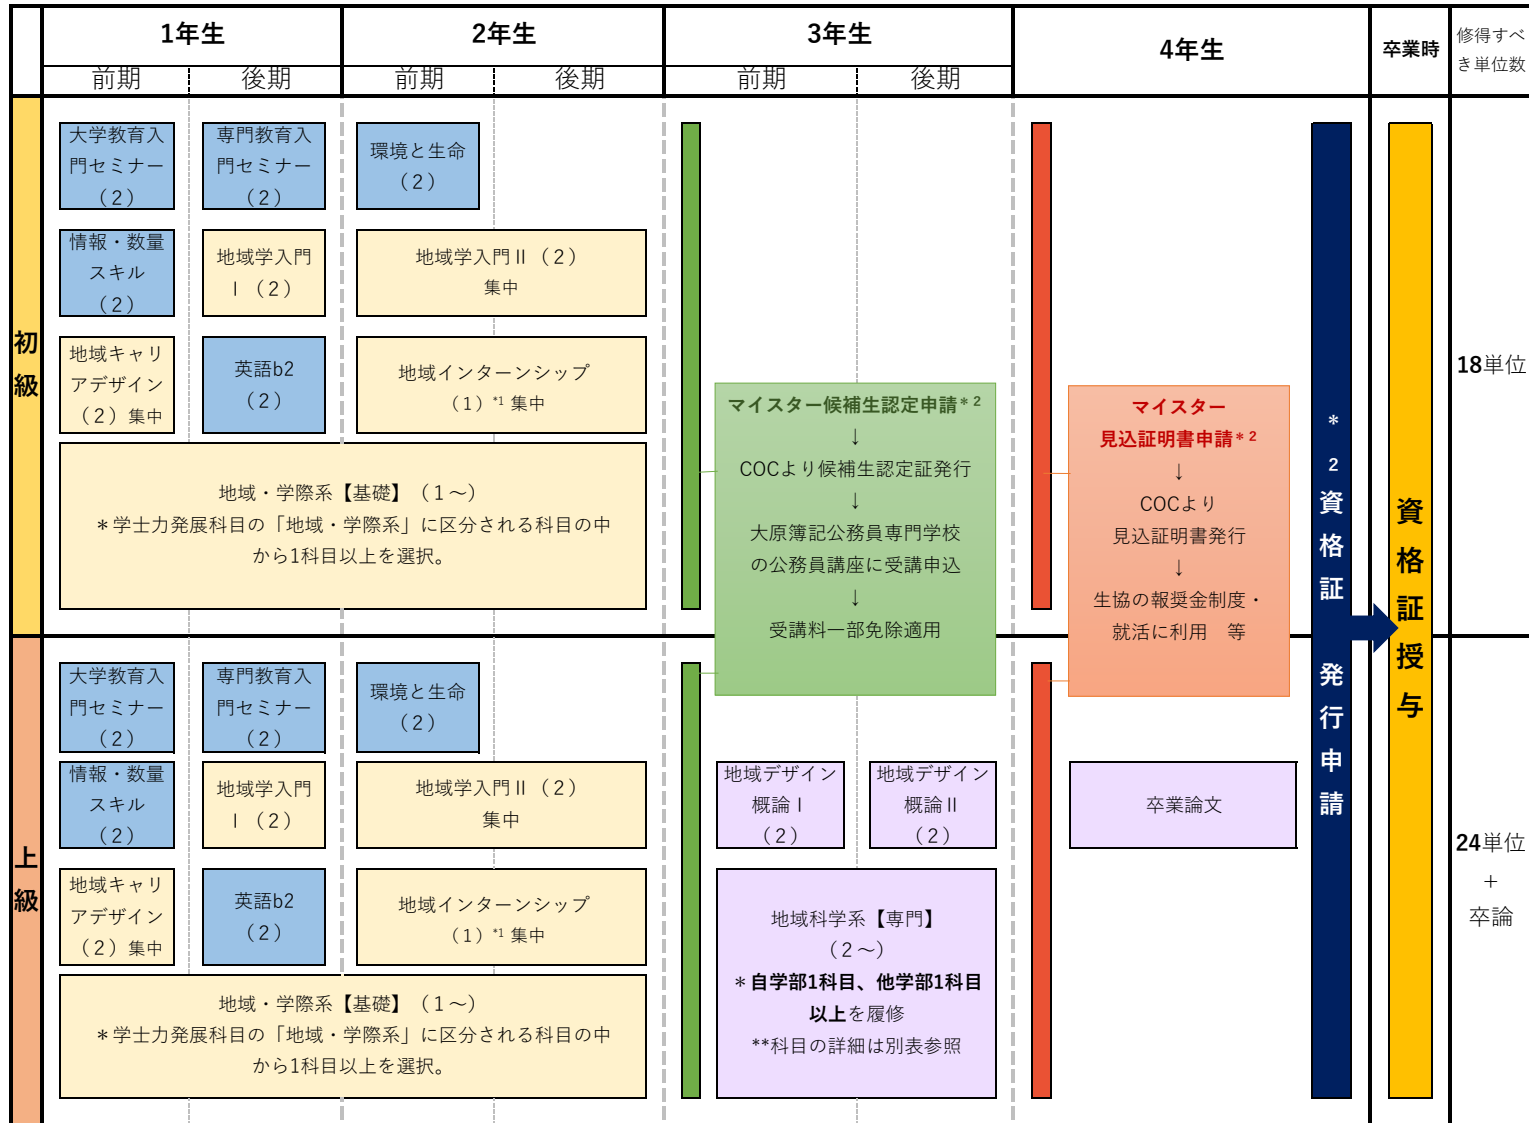 1年生
2年生
3年生
4年生
卒業時
修得すべ
き単位数
前期
後期
前期
後期
前期
後期
初
級
大学教育入
門セミナー
（2）
専門教育入
門セミナー
（2）
環境と生命
（2）
情報・数量
スキル
（2）
地域学入門
Ⅰ（2）
地域学入門Ⅱ（2）
集中
地域キャリ
アデザイン
（2）集中
英語b2
（2）
地域インターンシップ
（1）*1 集中
地域・学際系【基礎】（1～）
＊学士力発展科目の「地域・学際系」に区分される科目の中
から1科目以上を選択。
マイスター候補生認定申請＊2
↓
COCより候補生認定証発行
↓
大原簿記公務員専門学校
の公務員講座に受講申込
↓
受講料一部免除適用
マイスター
見込証明書申請＊2
↓
COCより
見込証明書発行
↓
生協の報奨金制度・
就活に利用　等
＊
2
資
格
証
発
行
申
請
資
格
証
授
与
18単位
上
級
大学教育入
門セミナー
（2）
専門教育入
門セミナー
（2）
環境と生命
（2）
情報・数量
スキル
（2）
地域学入門
Ⅰ（2）
地域学入門Ⅱ（2）
集中
地域デザイン
概論Ⅰ
（2）
地域デザイン
概論Ⅱ
（2）
卒業論文
地域キャリ
アデザイン
（2）集中
英語b2
（2）
地域インターンシップ
（1）*1 集中
地域科学系【専門】
（2～）
＊自学部1科目、他学部1科目
以上を履修
**科目の詳細は別表参照
地域・学際系【基礎】（1～）
＊学士力発展科目の「地域・学際系」に区分される科目の中
から1科目以上を選択。
24単位
+
卒論